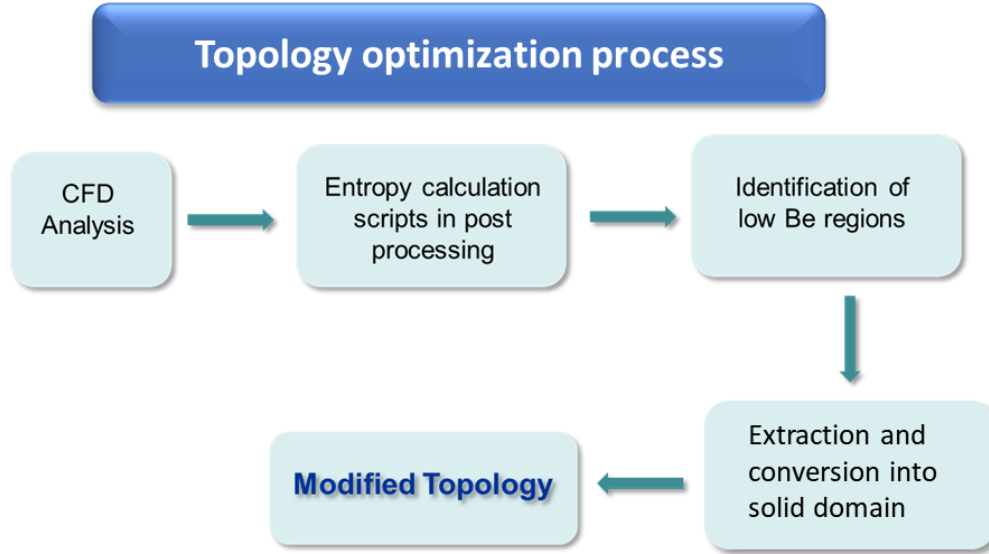 Topology optimization process
CFD
Analysis
Entropy calculation
scripts in post
processing
Identification of
low Be regions
Extraction and
conversion into
solid domain
Modified Topology